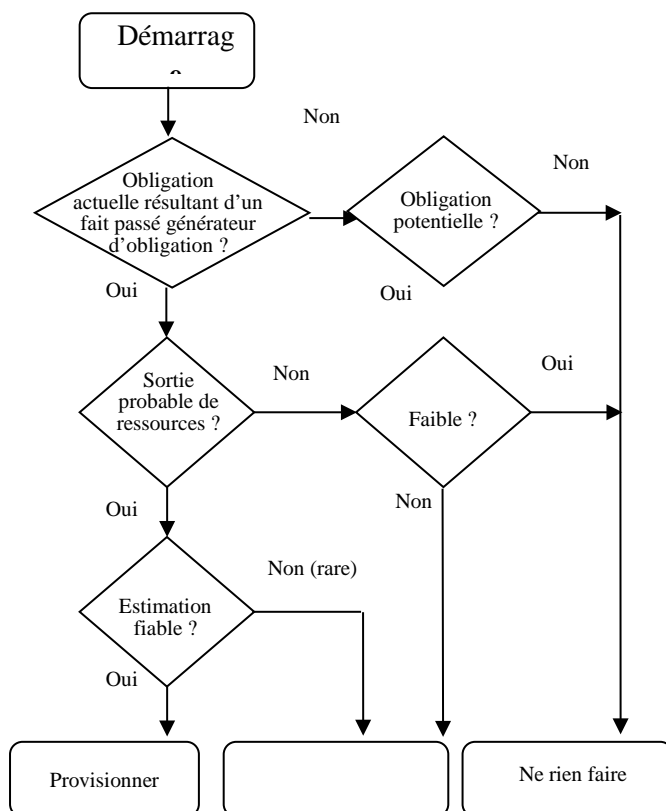 Démarrag
Non
Non
Obligation
actuelle résultant d'un
fait passé générateur
d'obligation ?
Obligation
potentielle ?
Oui
Oui
Sortie
probable de
ressources ?
Non
Faible ?
Oui
Oui
Non
Non (rare)
Estimation
fiable ?
Oui
Provisionner
Ne rien faire